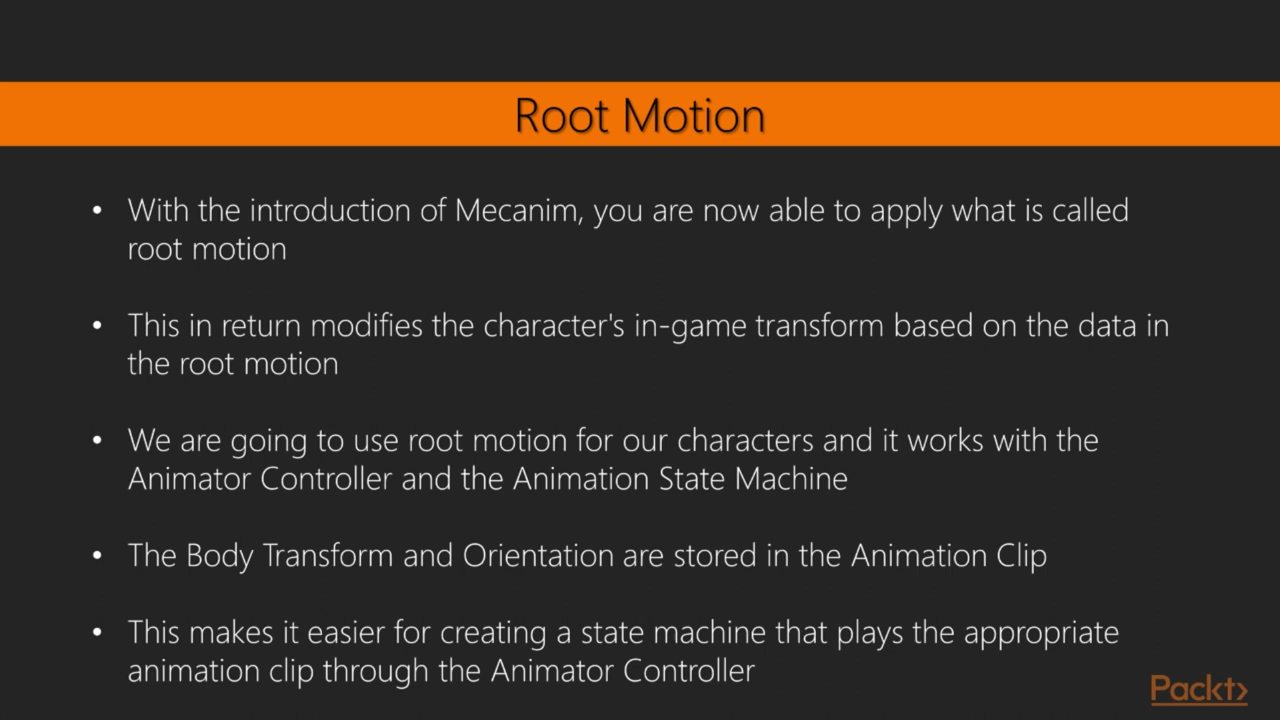 Root Motion
• With the introduction of Mecanim, you are now able to apply what is called
root motion
• This in return modifies the character's in-game transform based on the data in
the root motion
• We are going to use root motion for our characters and it works with the
Animator Controller and the Animation State Machine
• The Body Transform and Orientation are stored in the Animation Clip
• This makes it easier for creating a state machine that plays the appropriate
animation clip through the Animator Controller
Packt>